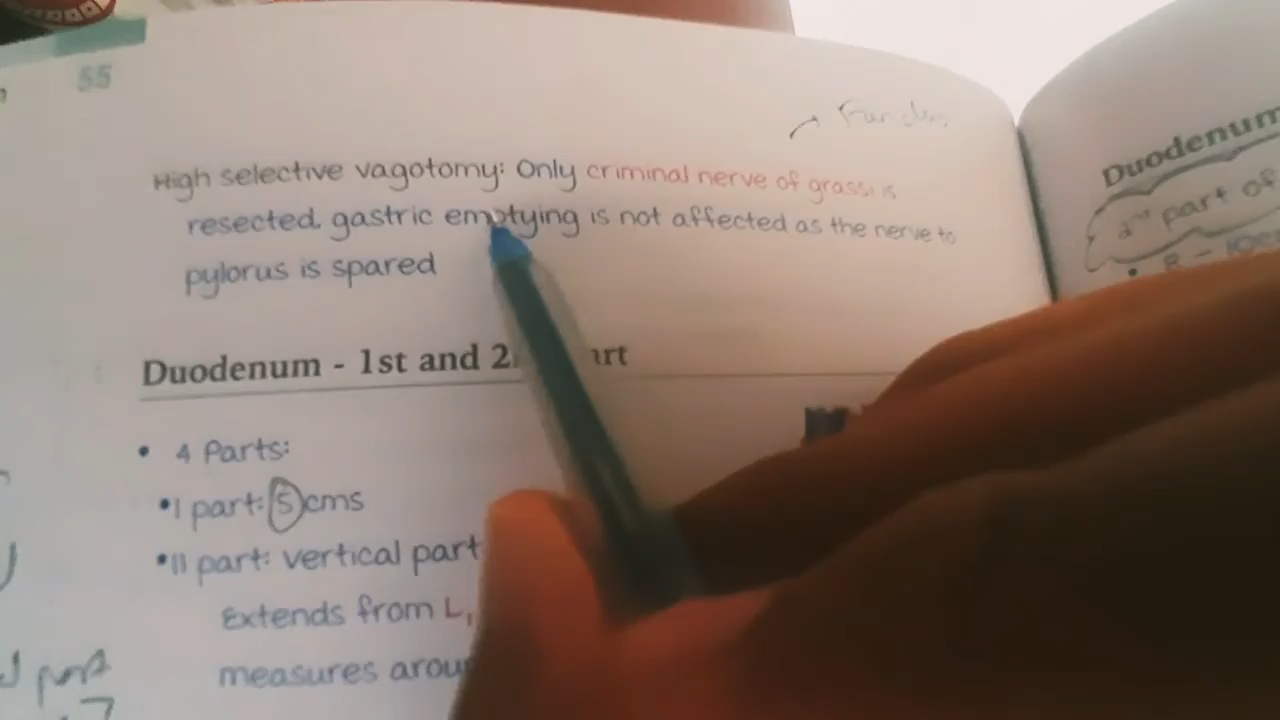 55
Fundus
High selective vagotomy: Only criminal nerve of grassi is
resected. gastric emptying is not affected as the nerve to
pylorus is spared
Duodenum - 1st and 2
4 Parts:
I part: 5 cms
II part: vertical part
Extends from L1
measures
Duodenum
2nd part of